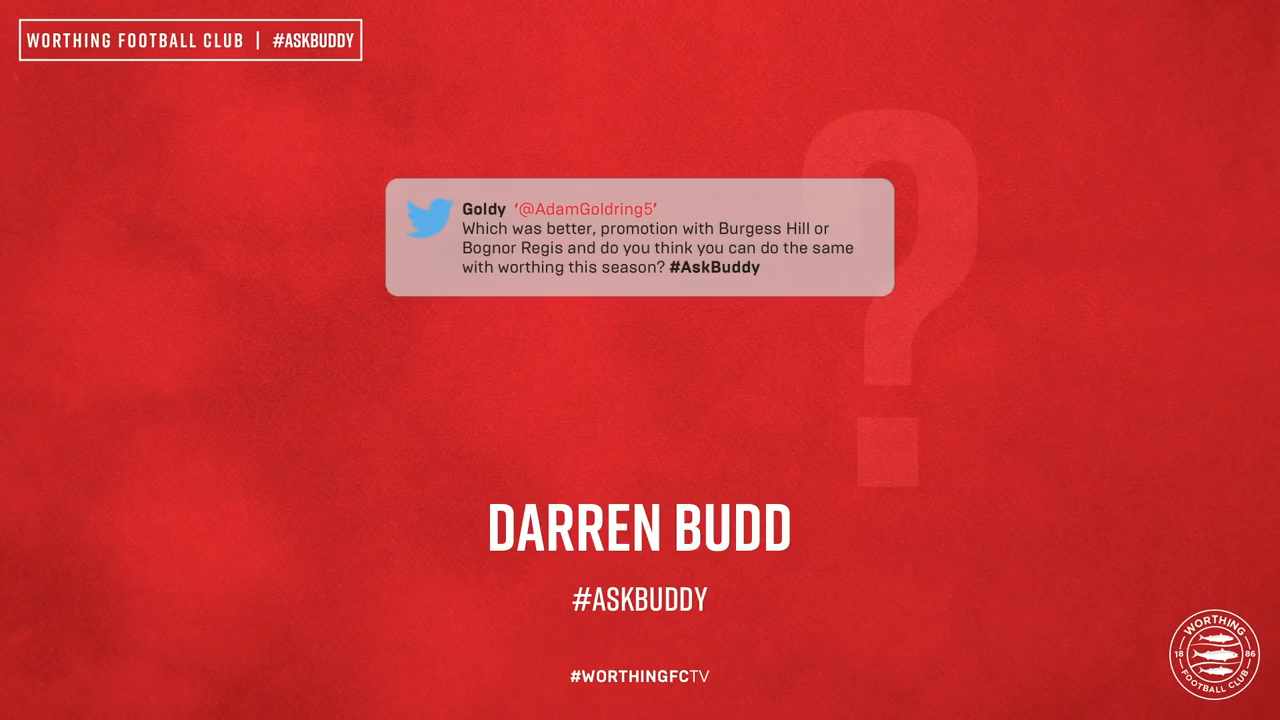 WORTHING FOOTBALL CLUB | #ASKBUDDY
Goldy ‘@AdamGoldring5’
Which was better, promotion with Burgess Hill or
Bognor Regis and do you think you can do the same
with worthing this season? #AskBuddy
?
DARREN BUDD
#ASKBUDDY
#WORTHINGFCTV
WORTHING
18 86
FOOTBALL CLUB